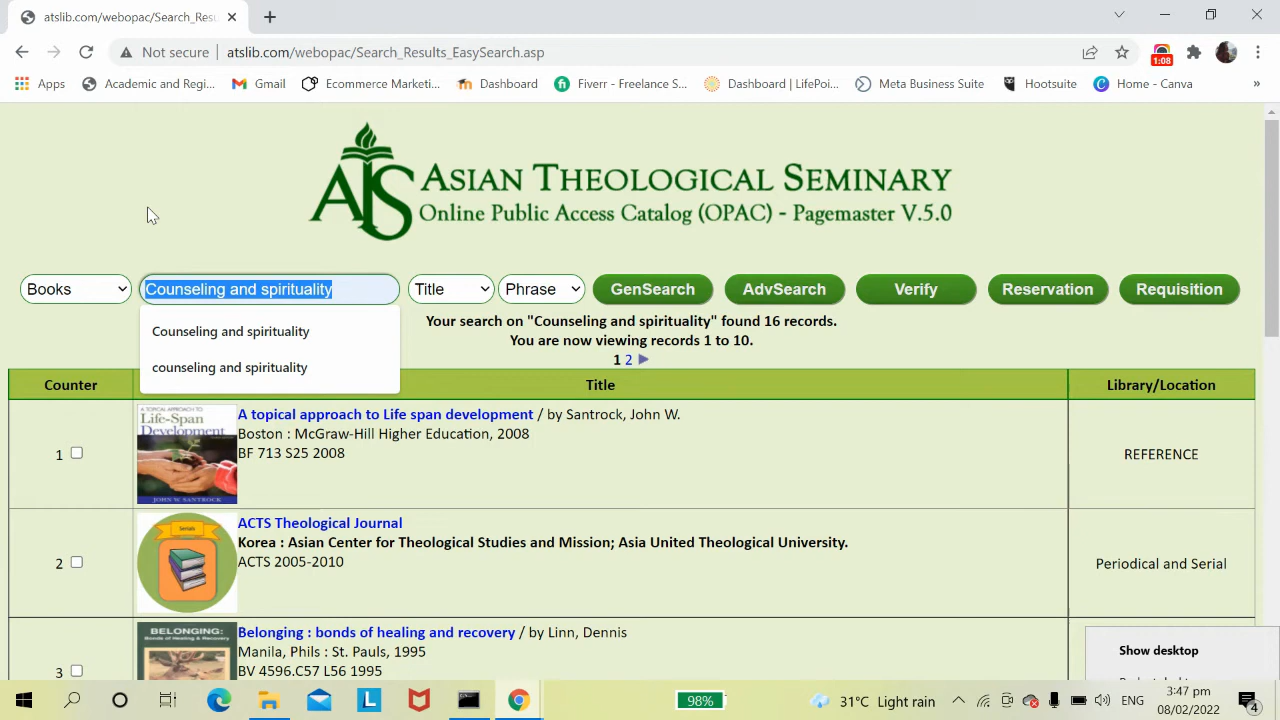 atslib.com/webopac/Search_Resu
Not secure atslib.com/webopac/Search_Results_EasySearch.asp
1:08
Apps Academic and Regi... Gmail Ecommerce Marketi... Dashboard Fiverr - Freelance S... Dashboard | LifePoi... Meta Business Suite Hootsuite Home - Canva »
ATS ASIAN THEOLOGICAL SEMINARY
Online Public Access Catalog (OPAC) - Pagemaster V.5.0
Books Counseling and spirituality Title Phrase GenSearch AdvSearch Verify Reservation Requisition
Your search on "Counseling and spirituality" found 16 records.
Counseling and spirituality
You are now viewing records 1 to 10.
1 2
counseling and spirituality
Counter Title Library/Location
A TOPICAL APPROACH TO
Life-Span
Development
JOHN W. SANTROCK
1 A topical approach to Life span development / by Santrock, John W.
Boston : McGraw-Hill Higher Education, 2008
BF 713 S25 2008
REFERENCE
Serials
2 ACTS Theological Journal
Korea : Asian Center for Theological Studies and Mission; Asia United Theological University.
ACTS 2005-2010
Periodical and Serial
BELONGING:
Bonds of Healing & Recovery
3 Belonging : bonds of healing and recovery / by Linn, Dennis
Manila, Phils : St. Pauls, 1995
BV 4596.C57 L56 1995
Show desktop
98% 31°C Light rain ENG 3:47 pm
08/02/2022
4